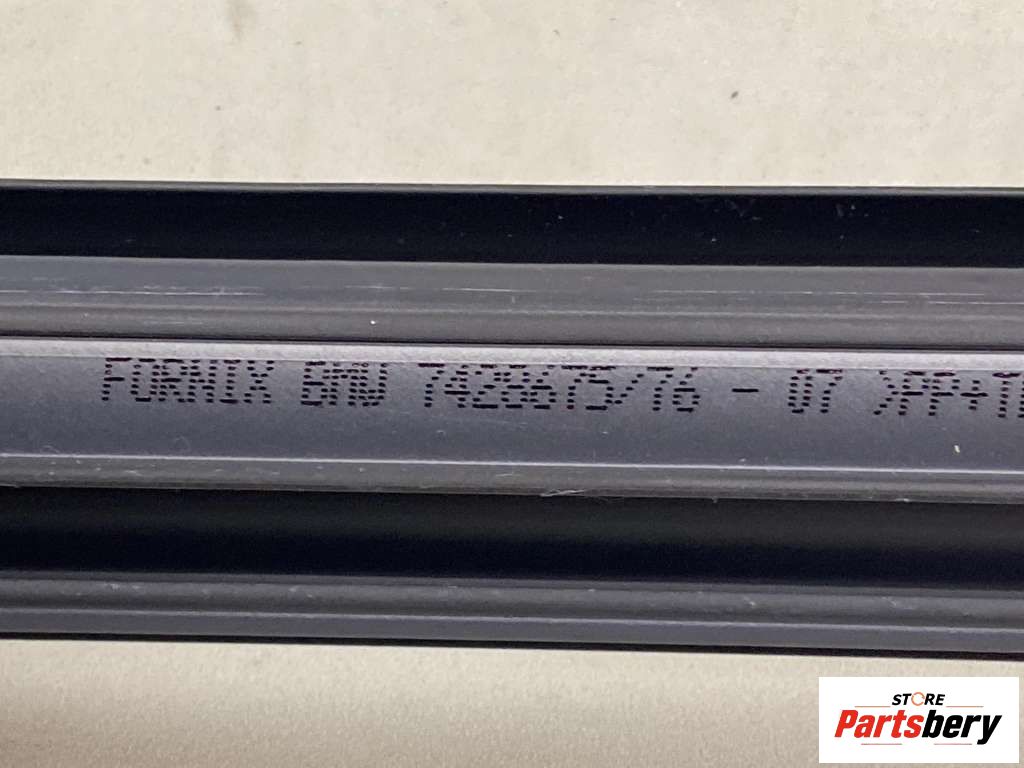 FORNIX BMW 7428675/76 - 07 >PP+T
STORE
Partsbery